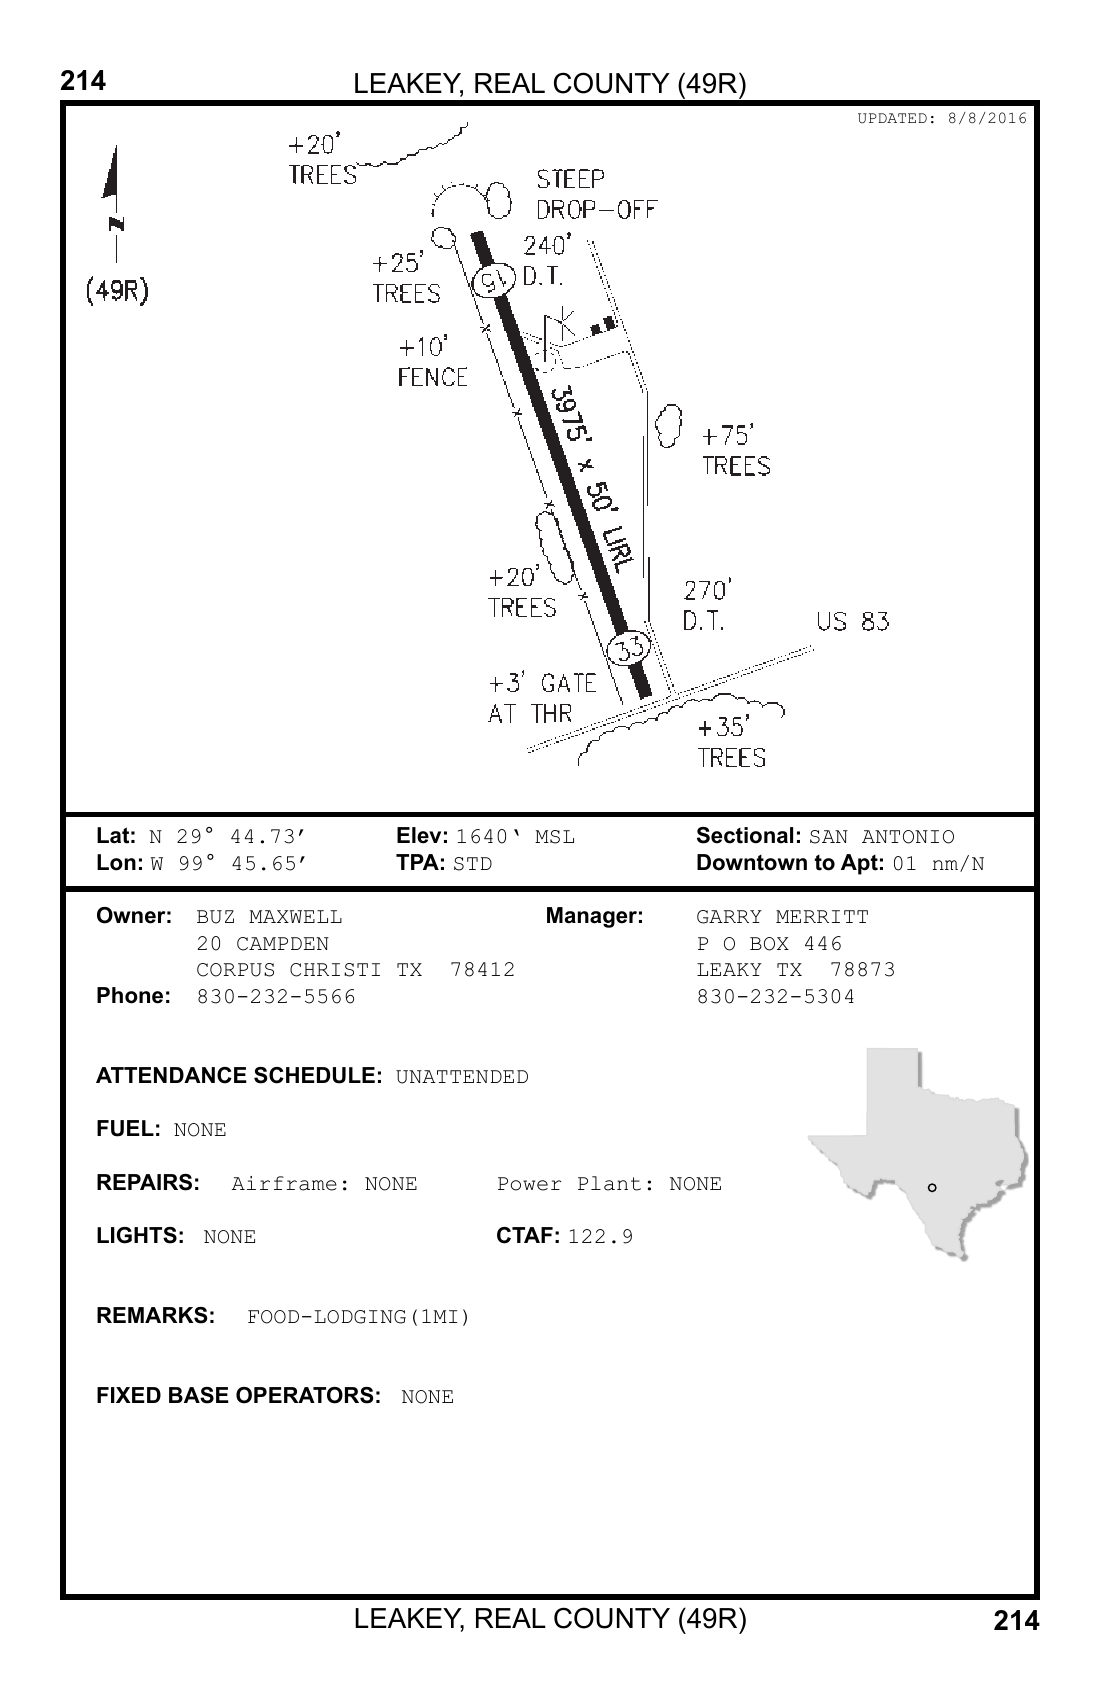 214
LEAKEY, REAL COUNTY (49R)
UPDATED: 8/8/2016
+20'
TREES
STEEP
DROP-OFF
N
(49R)
+25'
TREES
240'
D.T.
15
+10'
FENCE
3975' x 50' LIRL
+75'
TREES
+20'
TREES
270'
D.T.
US 83
33
+3' GATE
AT THR
+35'
TREES
Lat: N 29° 44.73′ Elev: 1640‛ MSL Sectional: SAN ANTONIO
Lon: W 99° 45.65′ TPA: STD Downtown to Apt: 01 nm/N
Owner: BUZ MAXWELL Manager: GARRY MERRITT
20 CAMPDEN P O BOX 446
CORPUS CHRISTI TX 78412 LEAKY TX 78873
Phone: 830-232-5566 830-232-5304
ATTENDANCE SCHEDULE: UNATTENDED
FUEL: NONE
REPAIRS: Airframe: NONE Power Plant: NONE
LIGHTS: NONE CTAF: 122.9
REMARKS: FOOD-LODGING(1MI)
FIXED BASE OPERATORS: NONE
LEAKEY, REAL COUNTY (49R)
214